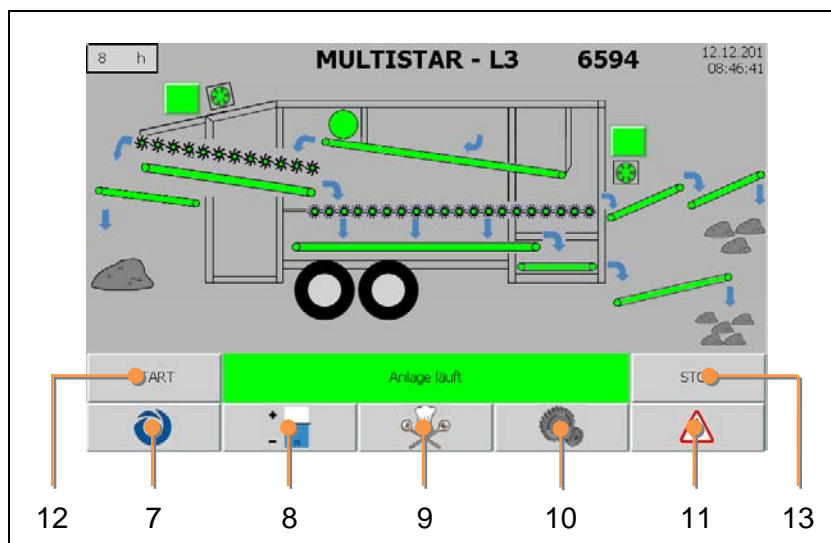 8 h
MULTISTAR - L3 6594
12.12.201
08:46:41
Anlage läuft
+
-
12 7 8 9 10 11 13